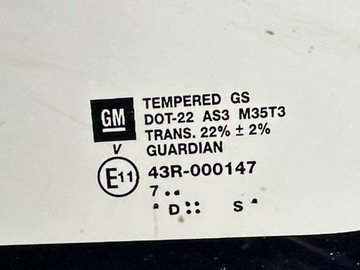 TEMPERED GS
GM DOT-22 AS3 M35T3
TRANS. 22% ± 2%
V GUARDIAN
E11 43R-000147
7..
D S